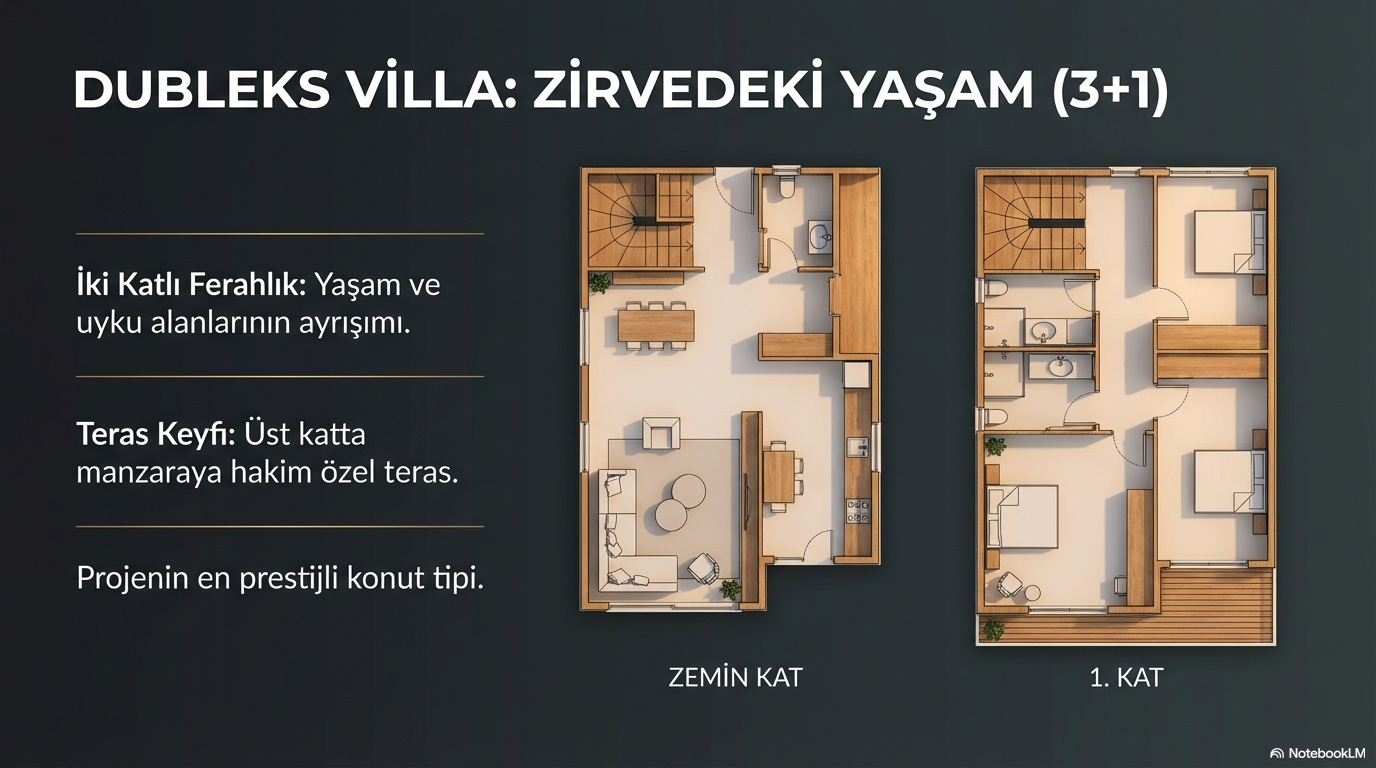 DUBLEKS VİLLA: ZİRVEDEKİ YAŞAM (3+1)
İki Katlı Ferahlık: Yaşam ve
uyku alanlarının ayrışımı.
Teras Keyfi: Üst katta
manzaraya hakim özel teras.
Projenin en prestijli konut tipi.
ZEMİN KAT
1. KAT
NotebookLM